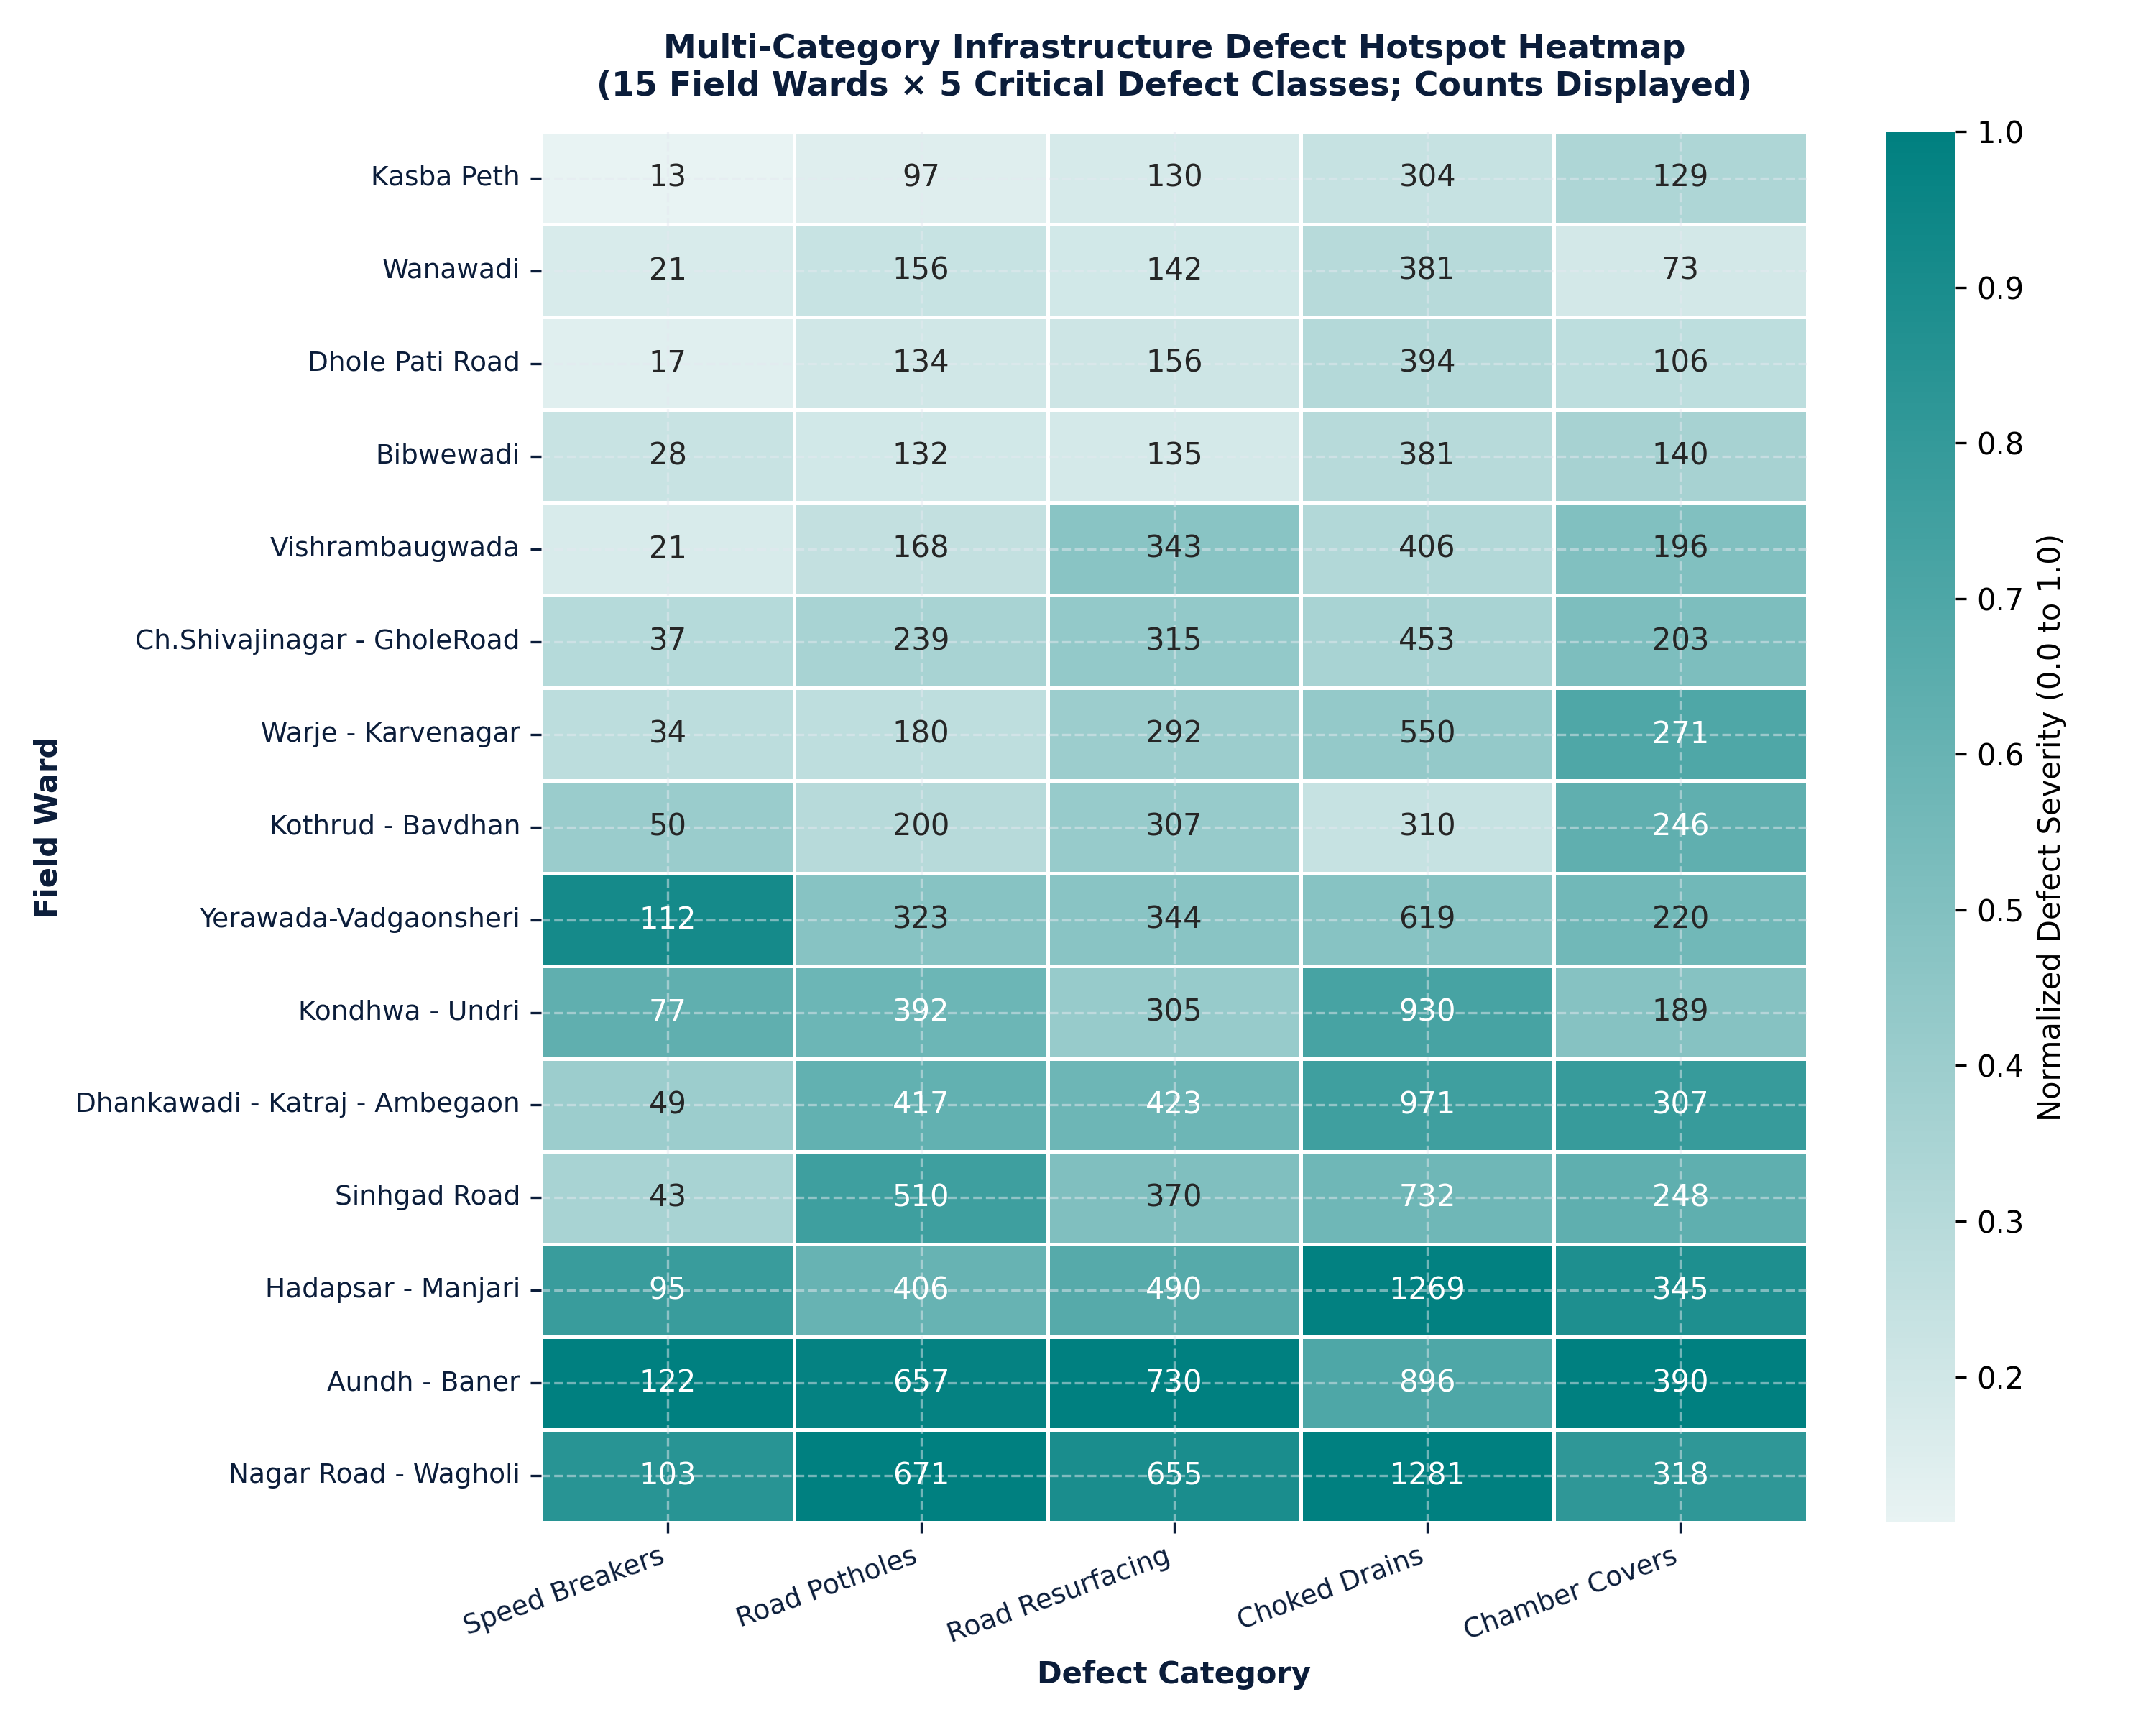 Multi-Category Infrastructure Defect Hotspot Heatmap
(15 Field Wards × 5 Critical Defect Classes; Counts Displayed)
Field Ward
Kasba Peth 13 97 130 304 129
Wanawadi 21 156 142 381 73
Dhole Pati Road 17 134 156 394 106
Bibwewadi 28 132 135 381 140
Vishrambaugwada 21 168 343 406 196
Ch.Shivajinagar - GholeRoad 37 239 315 453 203
Warje - Karvenagar 34 180 292 550 271
Kothrud - Bavdhan 50 200 307 310 246
Yerawada-Vadgaonsheri 112 323 344 619 220
Kondhwa - Undri 77 392 305 930 189
Dhankawadi - Katraj - Ambegaon 49 417 423 971 307
Sinhgad Road 43 510 370 732 248
Hadapsar - Manjari 95 406 490 1269 345
Aundh - Baner 122 657 730 896 390
Nagar Road - Wagholi 103 671 655 1281 318
Speed Breakers Road Potholes Road Resurfacing Choked Drains Chamber Covers
Defect Category
1.0
0.9
0.8
0.7
0.6
0.5
0.4
0.3
0.2
Normalized Defect Severity (0.0 to 1.0)